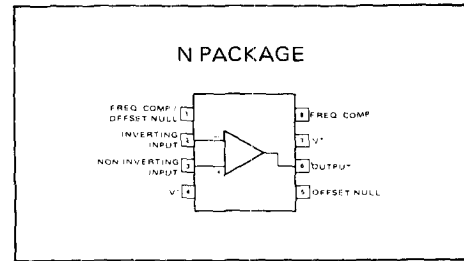 N PACKAGE
FREQ COMP /
OFFSET NULL 1
INVERTING
INPUT 2
NON INVERTING
INPUT 3
V- 4
8 FREQ COMP
7 V+
6 OUTPUT
5 OFFSET NULL